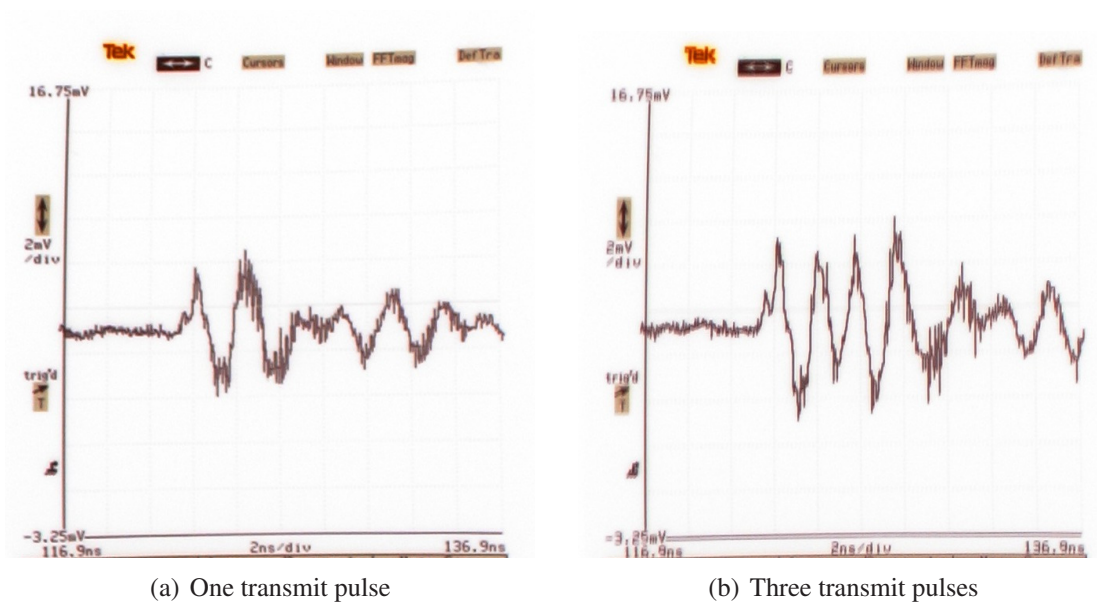 Tek
C Cursors Window FFTmag DefTra
16.75mV
2mV
/div
trig'd
T
-3.25mV
116.9ns 2ns/div 136.9ns
(a) One transmit pulse
Tek
C Cursors Window FFTmag DefTra
16.75mV
2mV
/div
trig'd
T
-3.25mV
116.9ns 2ns/div 136.9ns
(b) Three transmit pulses